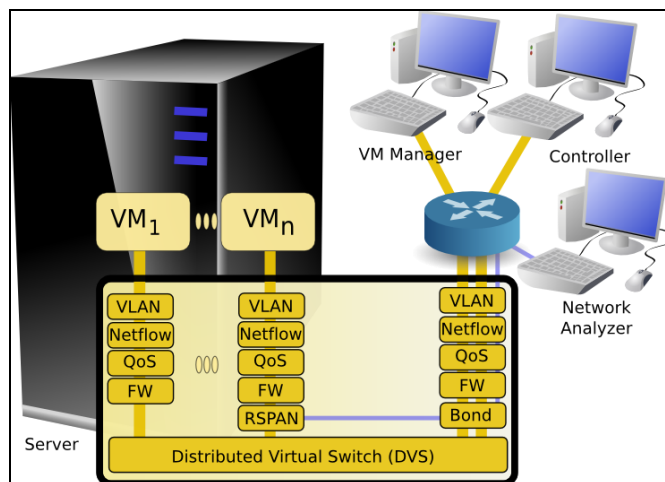 VM Manager
Controller
VM1
VMn
Network
Analyzer
VLAN
Netflow
QoS
FW
VLAN
Netflow
QoS
FW
RSPAN
VLAN
Netflow
QoS
FW
Bond
Server
Distributed Virtual Switch (DVS)